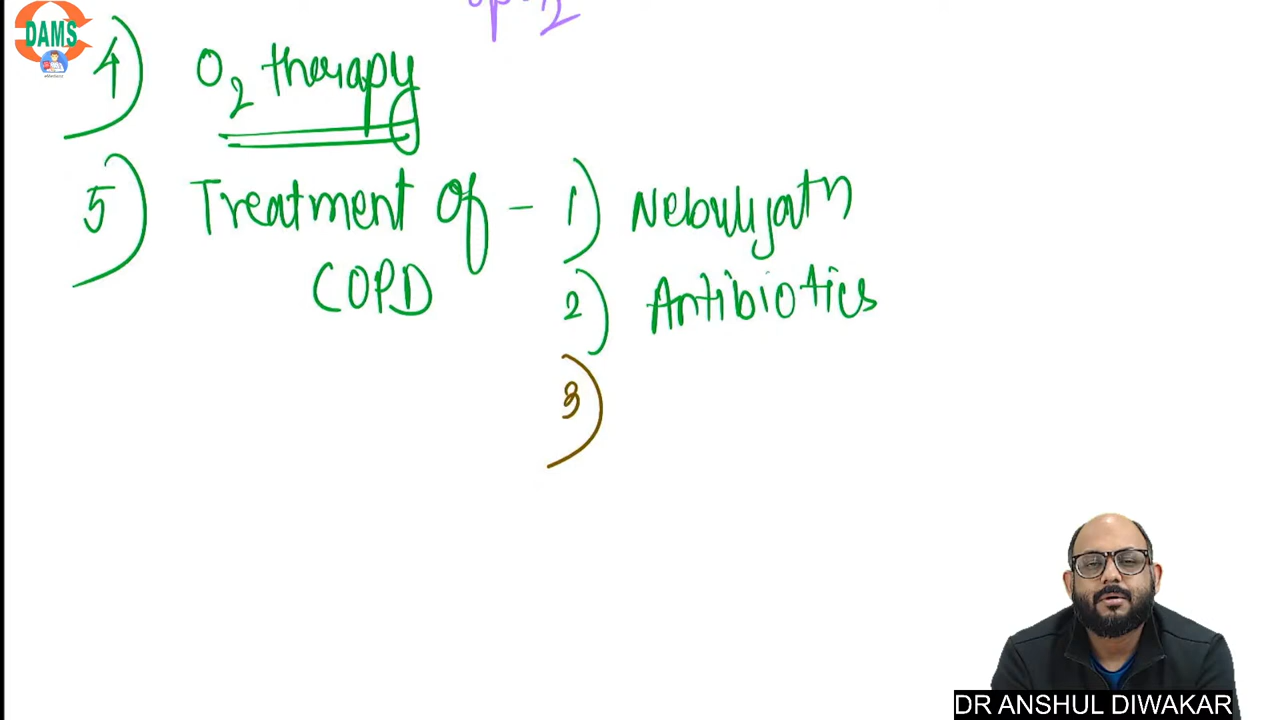 DAMS
4) O2 therapy
5) Treatment Of - 1) Nebulizatn
COPD 2) Antibiotics
3)
DR ANSHUL DIWAKAR